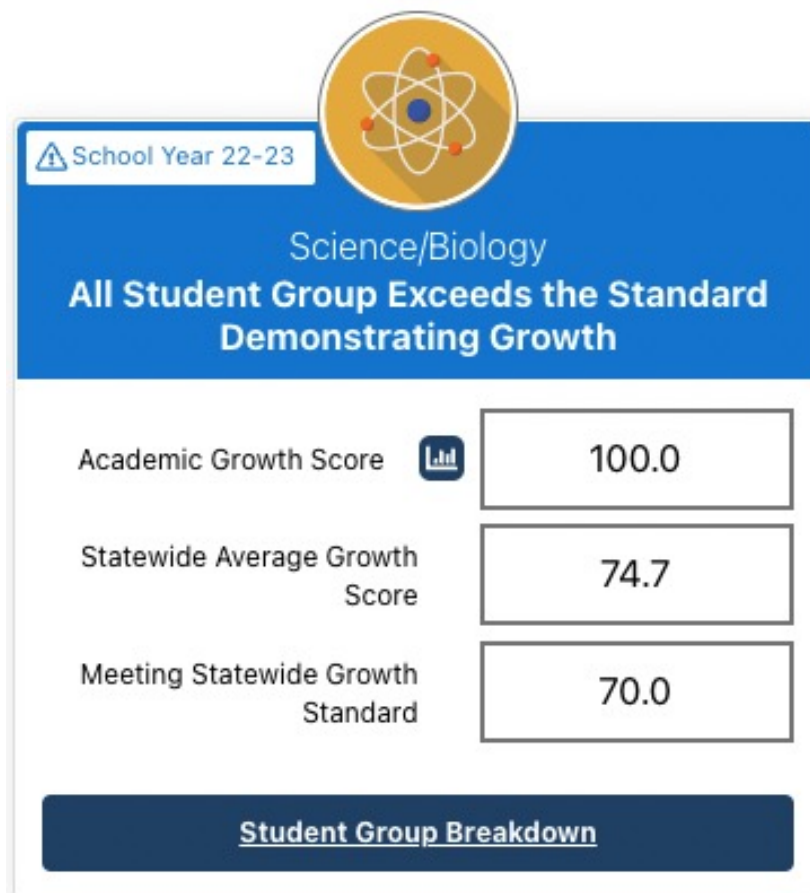 School Year 22-23
Science/Biology
All Student Group Exceeds the Standard
Demonstrating Growth
Academic Growth Score
100.0
Statewide Average Growth
Score
74.7
Meeting Statewide Growth
Standard
70.0
Student Group Breakdown